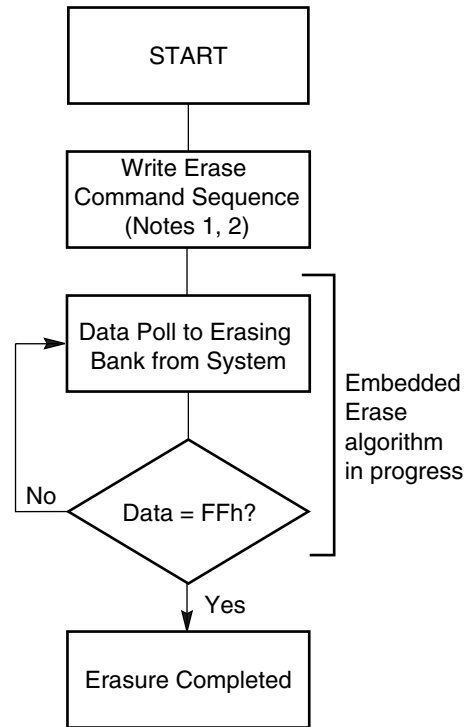 START
Write Erase
Command Sequence
(Notes 1, 2)
Data Poll to Erasing
Bank from System
Embedded
Erase
algorithm
in progress
No
Data = FFh?
Yes
Erasure Completed